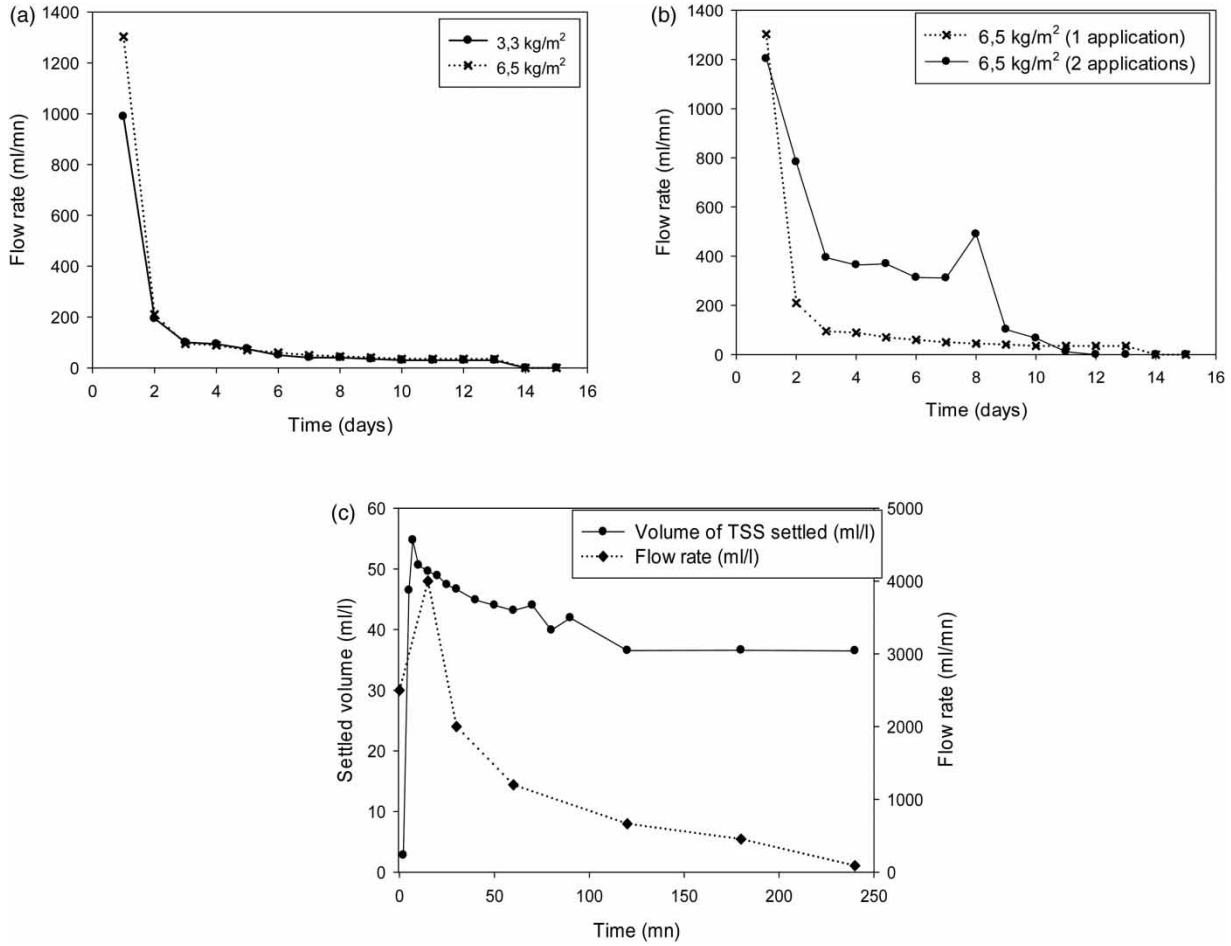 (a)
1400
1200
1000
800
600
400
200
0
Flow rate (ml/mn)
3,3 kg/m²
6,5 kg/m²
0 2 4 6 8 10 12 14 16
Time (days)
(b)
1400
1200
1000
800
600
400
200
0
Flow rate (ml/mn)
6,5 kg/m² (1 application)
6,5 kg/m² (2 applications)
0 2 4 6 8 10 12 14 16
Time (days)
(c)
60
50
40
30
20
10
0
Settled volume (ml/l)
Volume of TSS settled (ml/l)
Flow rate (ml/l)
5000
4000
3000
2000
1000
0
Flow rate (ml/mn)
0 50 100 150 200 250
Time (mn)